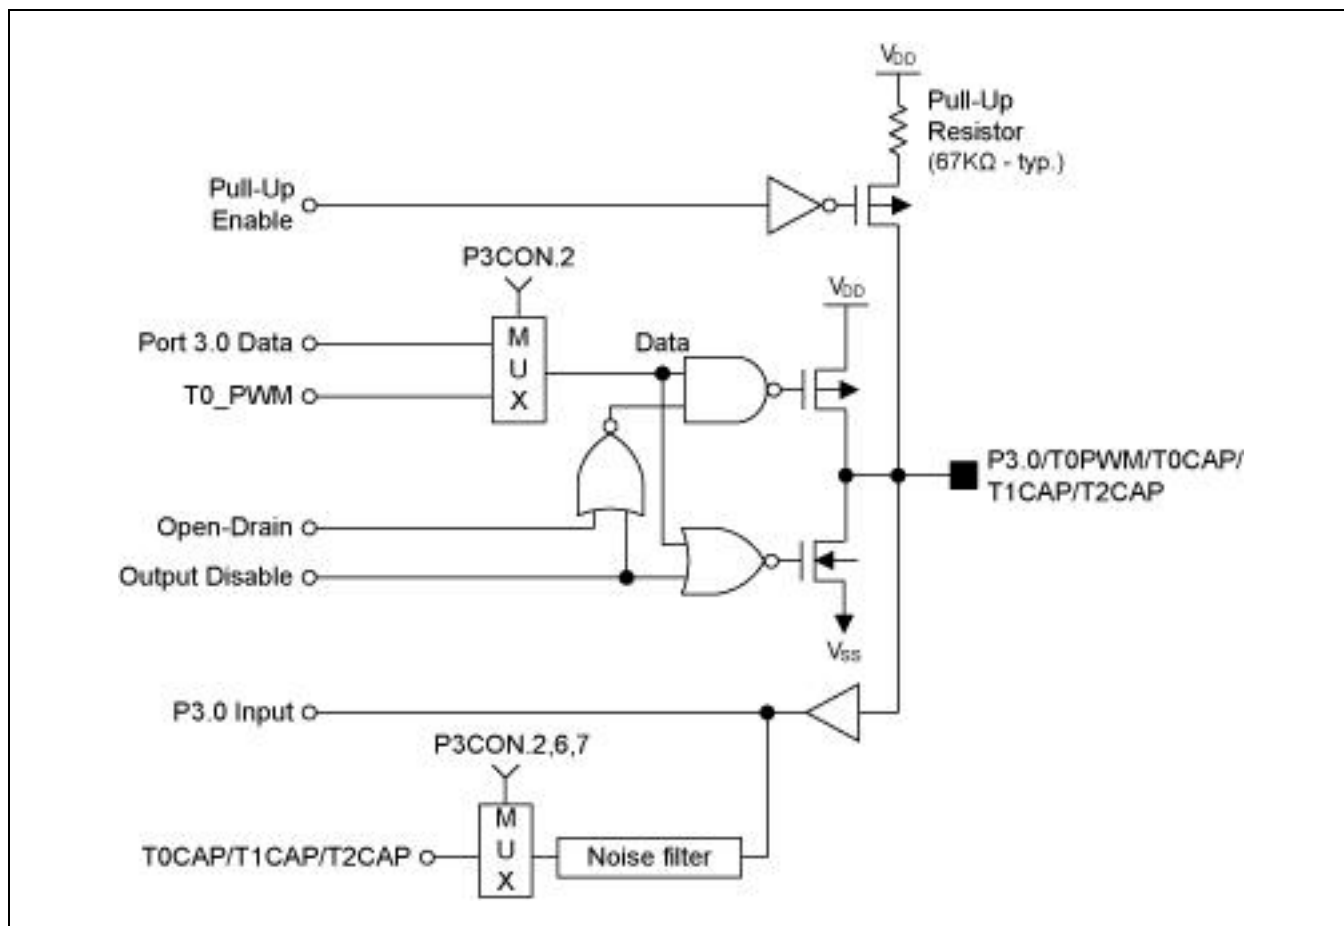 VDD
Pull-Up
Resistor
(67KΩ - typ.)
Pull-Up
Enable
P3CON.2
VDD
Port 3.0 Data
M
U
X
Data
T0_PWM
P3.0/T0PWM/T0CAP/
T1CAP/T2CAP
Open-Drain
Output Disable
VSS
P3.0 Input
P3CON.2,6,7
T0CAP/T1CAP/T2CAP
M
U
X
Noise filter